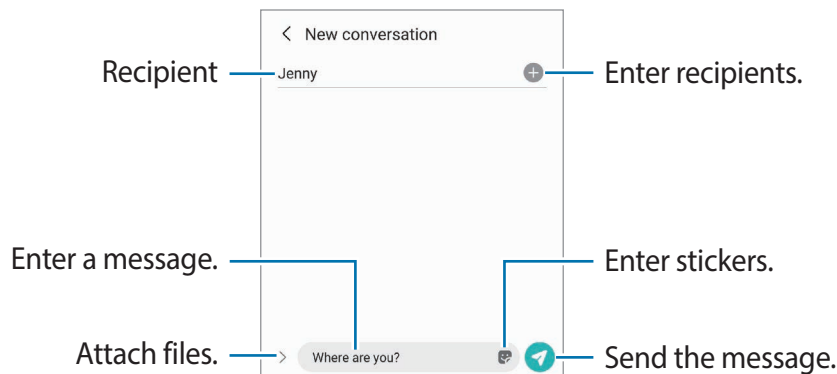 New conversation
Recipient
Jenny
Enter recipients.
Enter a message.
Enter stickers.
Attach files.
Where are you?
Send the message.